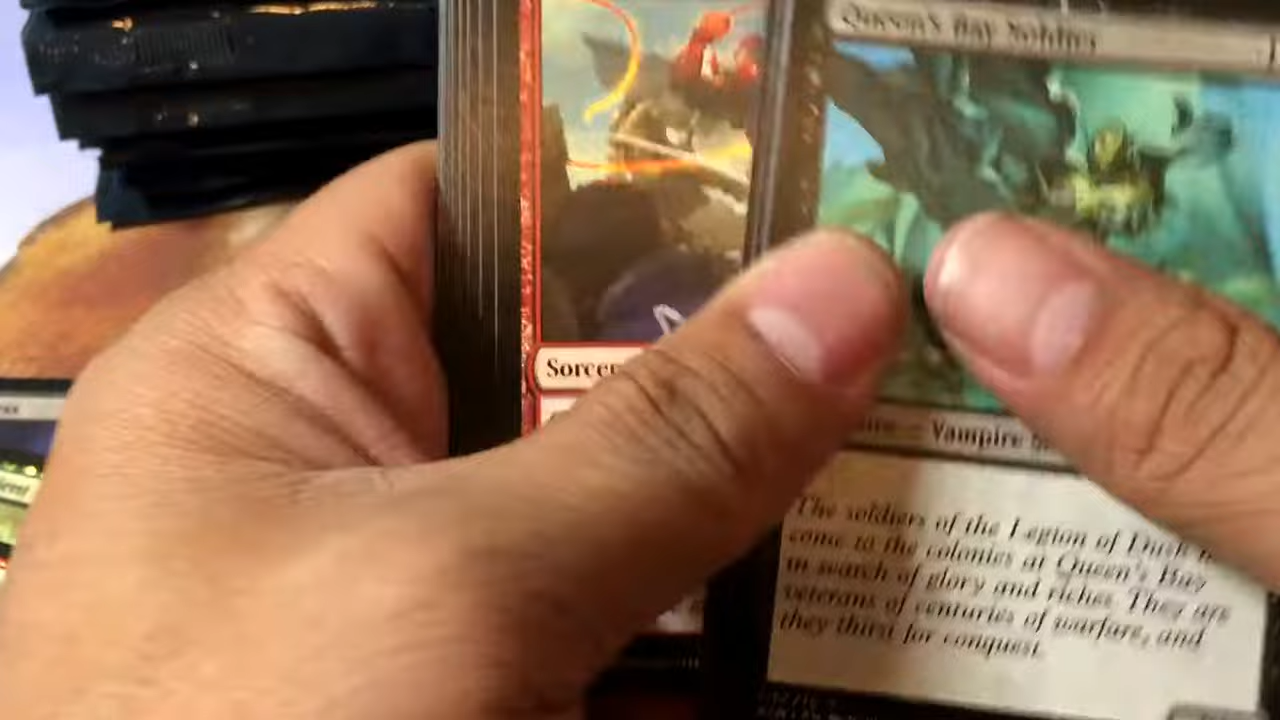 Queen's Bay Soldier
Sorcer
Vampire
The soldiers of the Legion of Dusk
come to the colonies at Queen's Bay
in search of glory and riches. They are
veterans of centuries of warfare, and
they thirst for conquest.